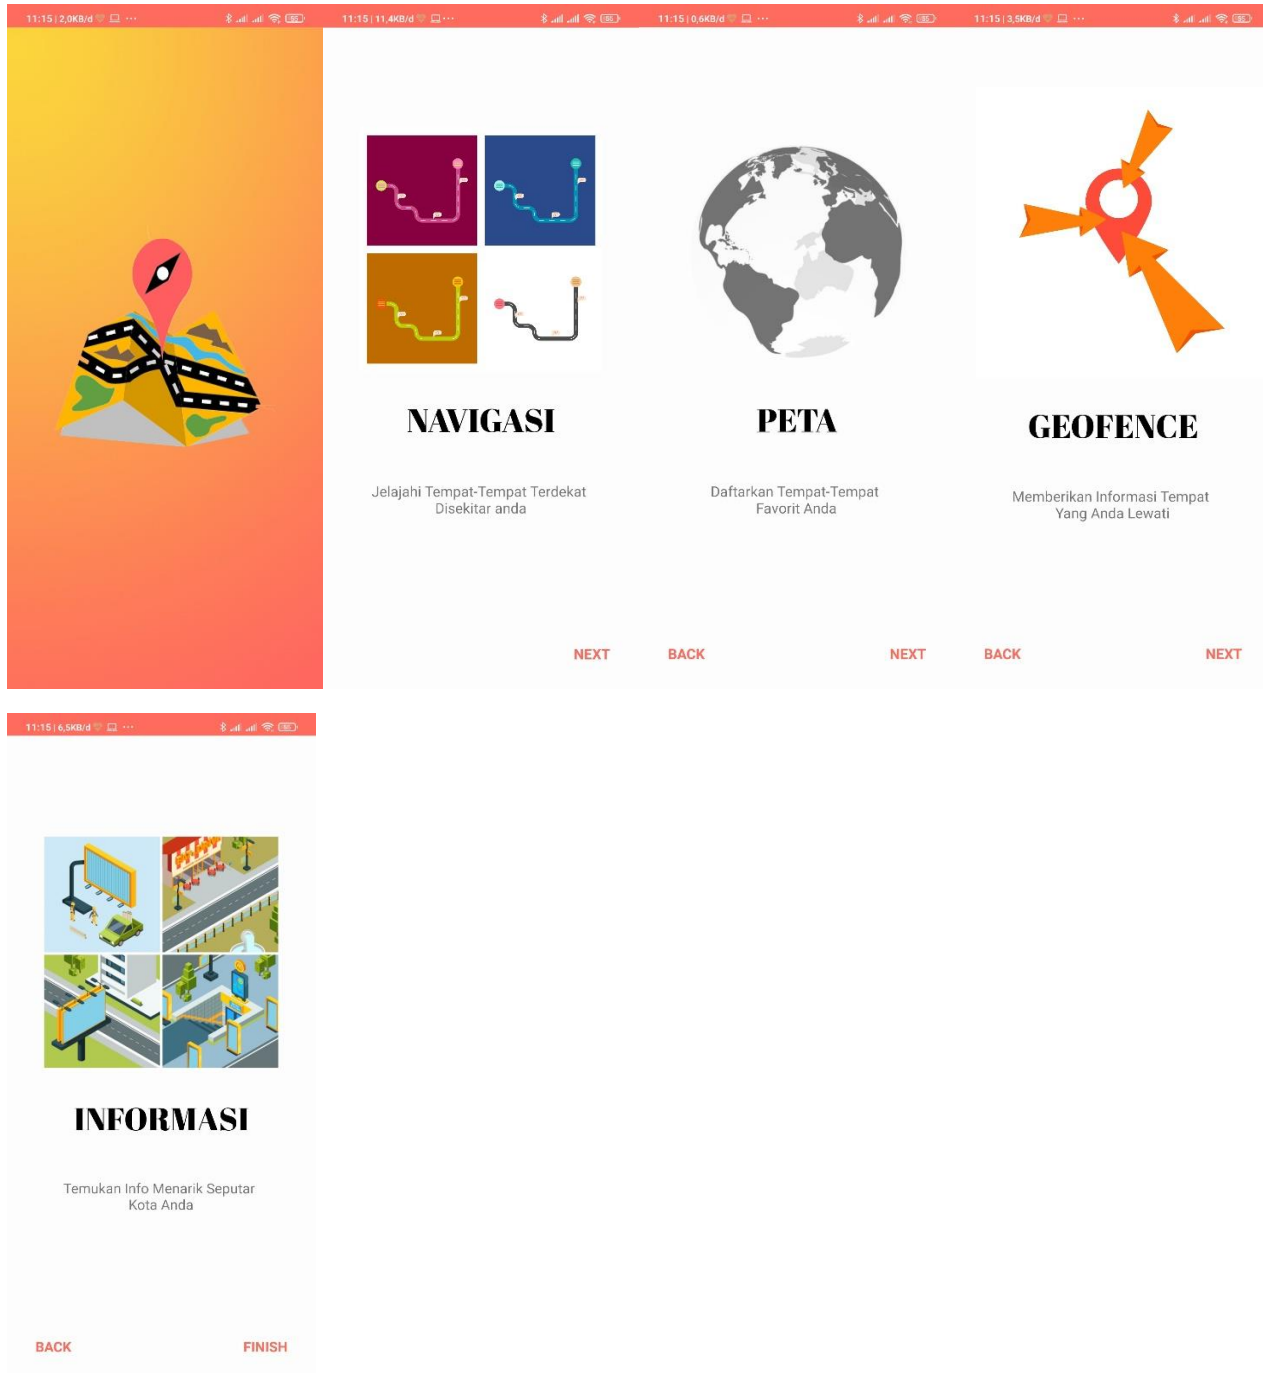 11:15 | 2,0KB/d
11:15 | 11,4KB/d
11:15 | 0,6KB/d
11:15 | 3,5KB/d
NAVIGASI
Jelajahi Tempat-Tempat Terdekat
Disekitar anda
NEXT
PETA
Daftarkan Tempat-Tempat
Favorit Anda
BACK
NEXT
GEOFENCE
Memberikan Informasi Tempat
Yang Anda Lewati
BACK
NEXT
11:15 | 6,5KB/d
INFORMASI
Temukan Info Menarik Seputar
Kota Anda
BACK
FINISH